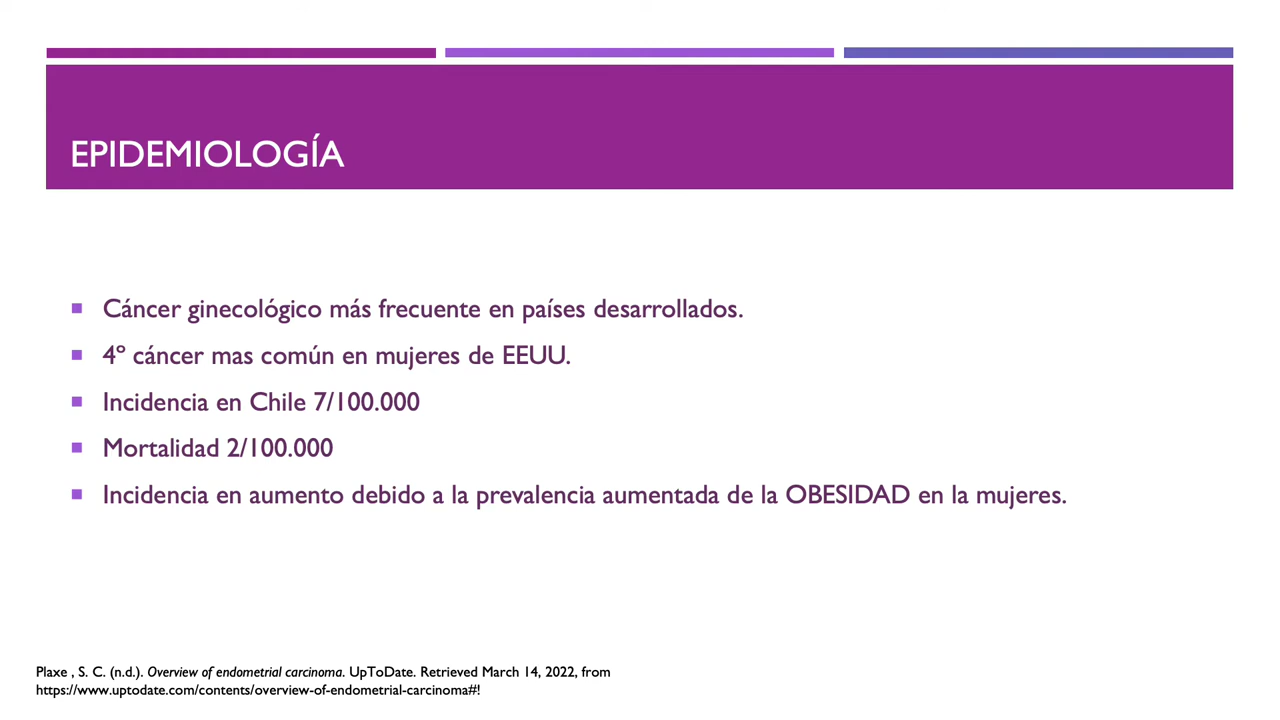 EPIDEMIOLOGÍA
Cáncer ginecológico más frecuente en países desarrollados.
4º cáncer mas común en mujeres de EEUU.
Incidencia en Chile 7/100.000
Mortalidad 2/100.000
Incidencia en aumento debido a la prevalencia aumentada de la OBESIDAD en la mujeres.
Plaxe , S. C. (n.d.). Overview of endometrial carcinoma. UpToDate. Retrieved March 14, 2022, from
https://www.uptodate.com/contents/overview-of-endometrial-carcinoma#!